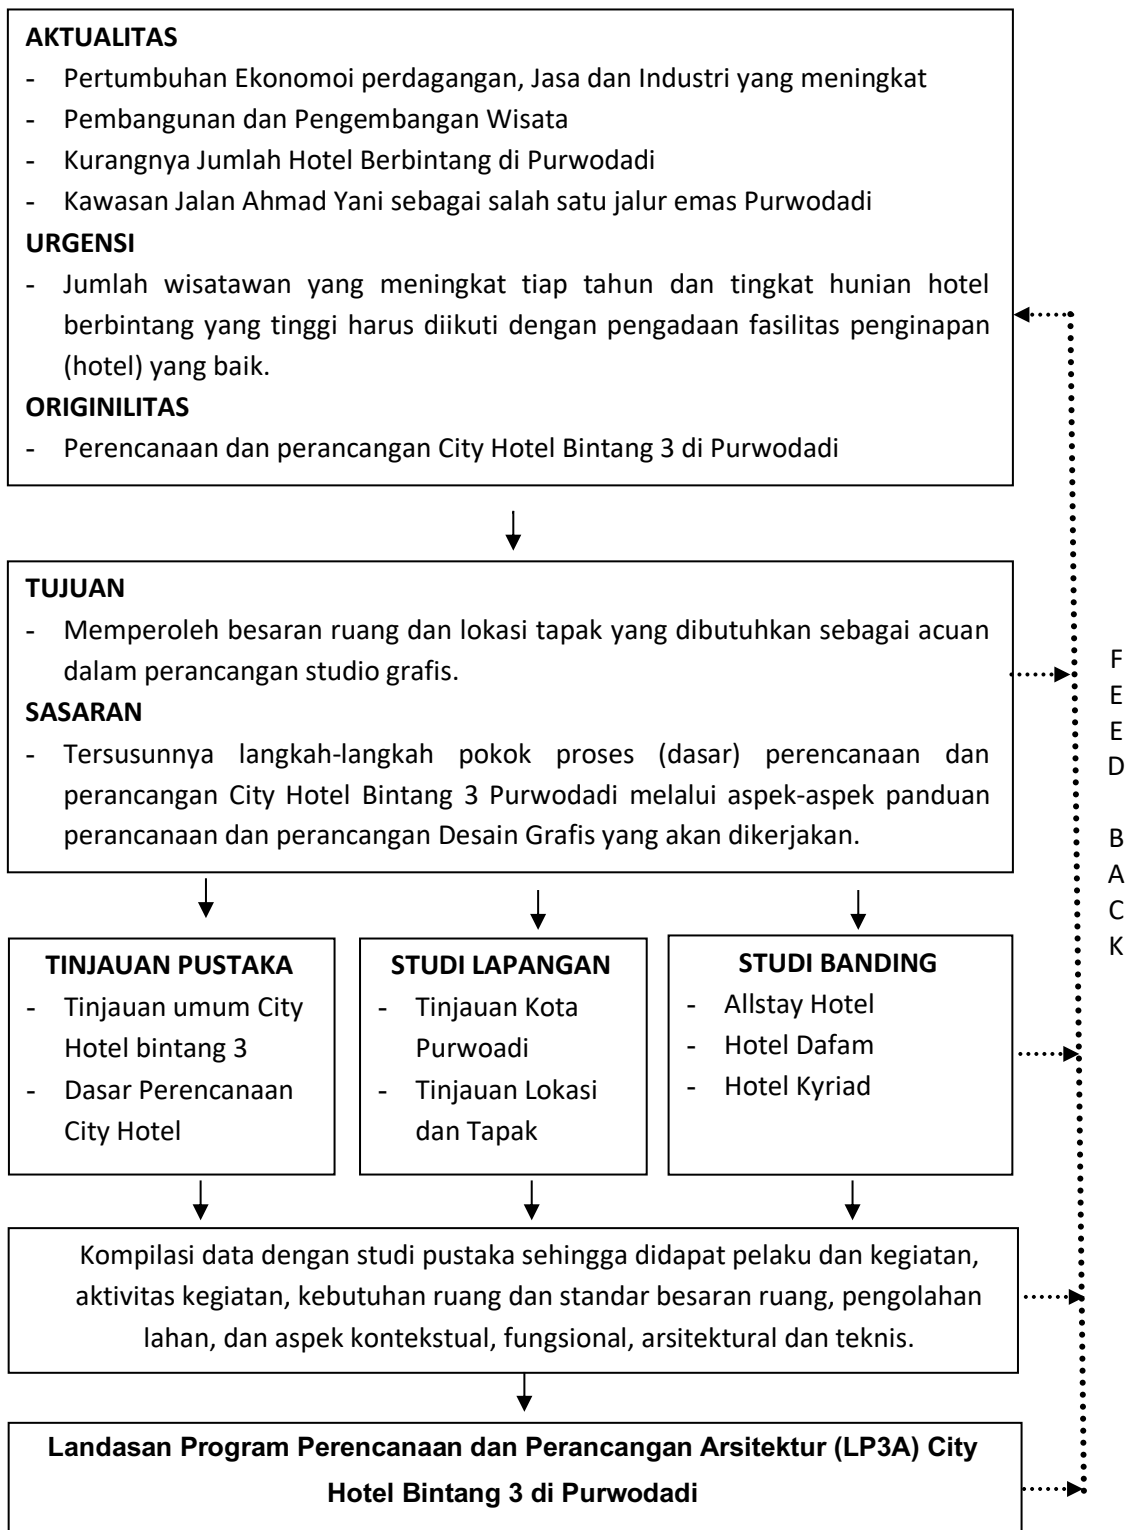 AKTUALITAS
- Pertumbuhan Ekonomoi perdagangan, Jasa dan Industri yang meningkat
- Pembangunan dan Pengembangan Wisata
- Kurangnya Jumlah Hotel Berbintang di Purwodadi
- Kawasan Jalan Ahmad Yani sebagai salah satu jalur emas Purwodadi
URGENSI
- Jumlah wisatawan yang meningkat tiap tahun dan tingkat hunian hotel
berbintang yang tinggi harus diikuti dengan pengadaan fasilitas penginapan
(hotel) yang baik.
ORIGINILITAS
- Perencanaan dan perancangan City Hotel Bintang 3 di Purwodadi
TUJUAN
- Memperoleh besaran ruang dan lokasi tapak yang dibutuhkan sebagai acuan
dalam perancangan studio grafis.
SASARAN
- Tersusunnya langkah-langkah pokok proses (dasar) perencanaan dan
perancangan City Hotel Bintang 3 Purwodadi melalui aspek-aspek panduan
perancanaan dan perancangan Desain Grafis yang akan dikerjakan.
TINJAUAN PUSTAKA
- Tinjauan umum City
Hotel bintang 3
- Dasar Perencanaan
City Hotel
STUDI LAPANGAN
- Tinjauan Kota
Purwoadi
- Tinjauan Lokasi
dan Tapak
STUDI BANDING
- Allstay Hotel
- Hotel Dafam
- Hotel Kyriad
Kompilasi data dengan studi pustaka sehingga didapat pelaku dan kegiatan,
aktivitas kegiatan, kebutuhan ruang dan standar besaran ruang, pengolahan
lahan, dan aspek kontekstual, fungsional, arsitektural dan teknis.
Landasan Program Perencanaan dan Perancangan Arsitektur (LP3A) City
Hotel Bintang 3 di Purwodadi
F
E
E
D
B
A
C
K